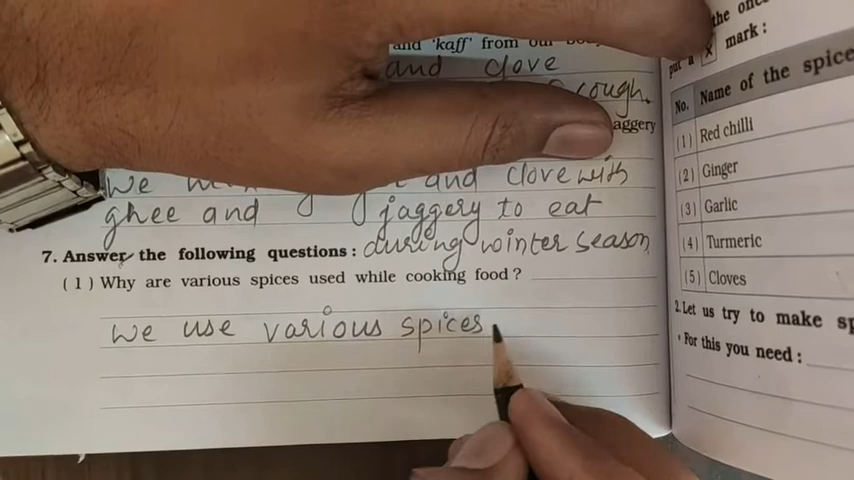 and 'kaff' from our
and clove
cough.
aggery
we and clove with
ghee and jaggery to eat
7. Answer the following questions : during winter season
(1) Why are various spices used while cooking food?
we use various spices
the one
put a x mark :
No. Name of the spice
(1) Red chilli
(2) Ginger
(3) Garlic
(4) Turmeric
(5) Cloves
2. Let us try to make
For this you need :